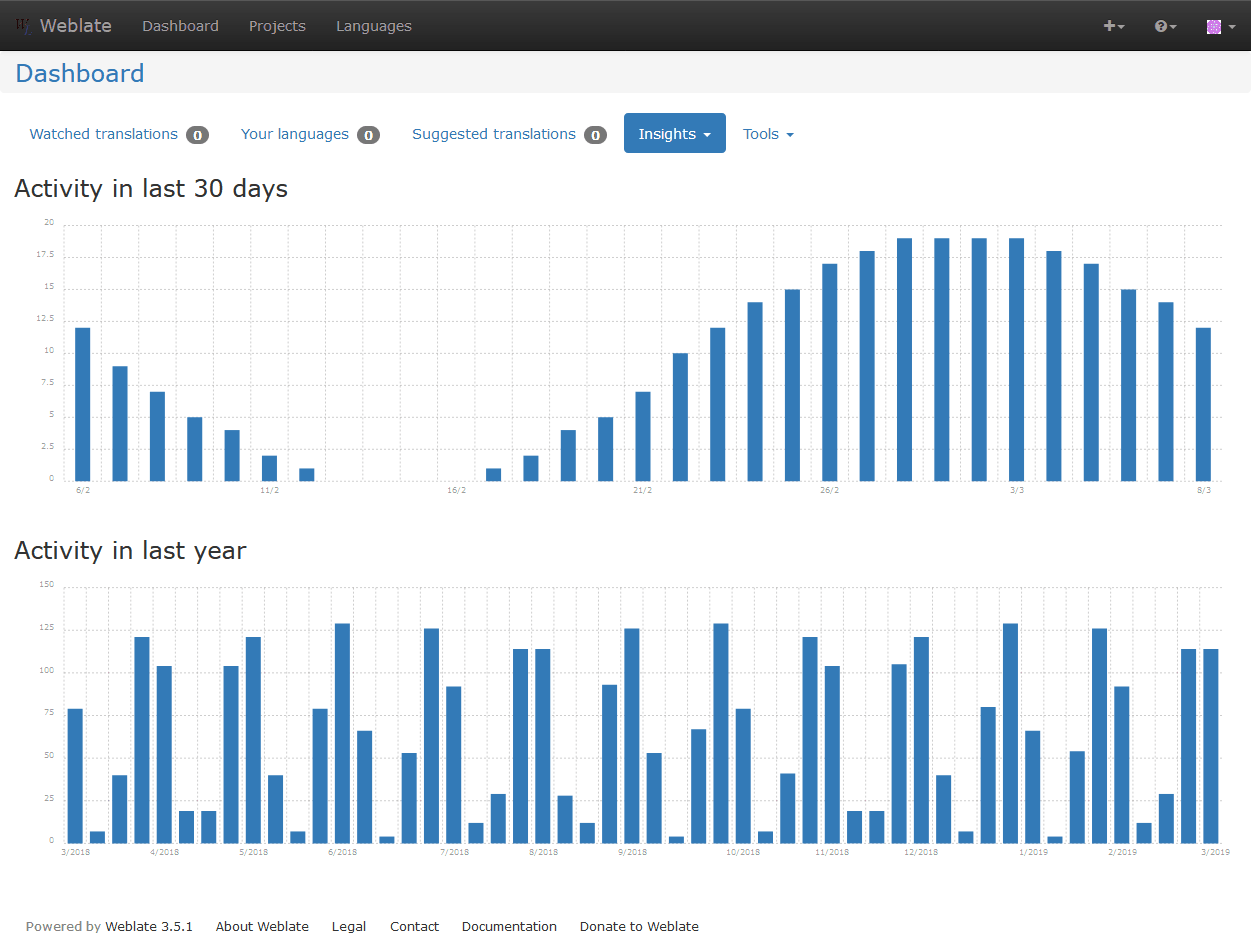 Weblate Dashboard Projects Languages
Dashboard
Watched translations 0 Your languages 0 Suggested translations 0 Insights Tools
Activity in last 30 days
20
17.5
15
12.5
10
7.5
5
2.5
0
6/2 11/2 16/2 21/2 26/2 3/3 8/3
Activity in last year
150
125
100
75
50
25
0
3/2018 4/2018 5/2018 6/2018 7/2018 8/2018 9/2018 10/2018 11/2018 12/2018 1/2019 2/2019 3/2019
Powered by Weblate 3.5.1 About Weblate Legal Contact Documentation Donate to Weblate